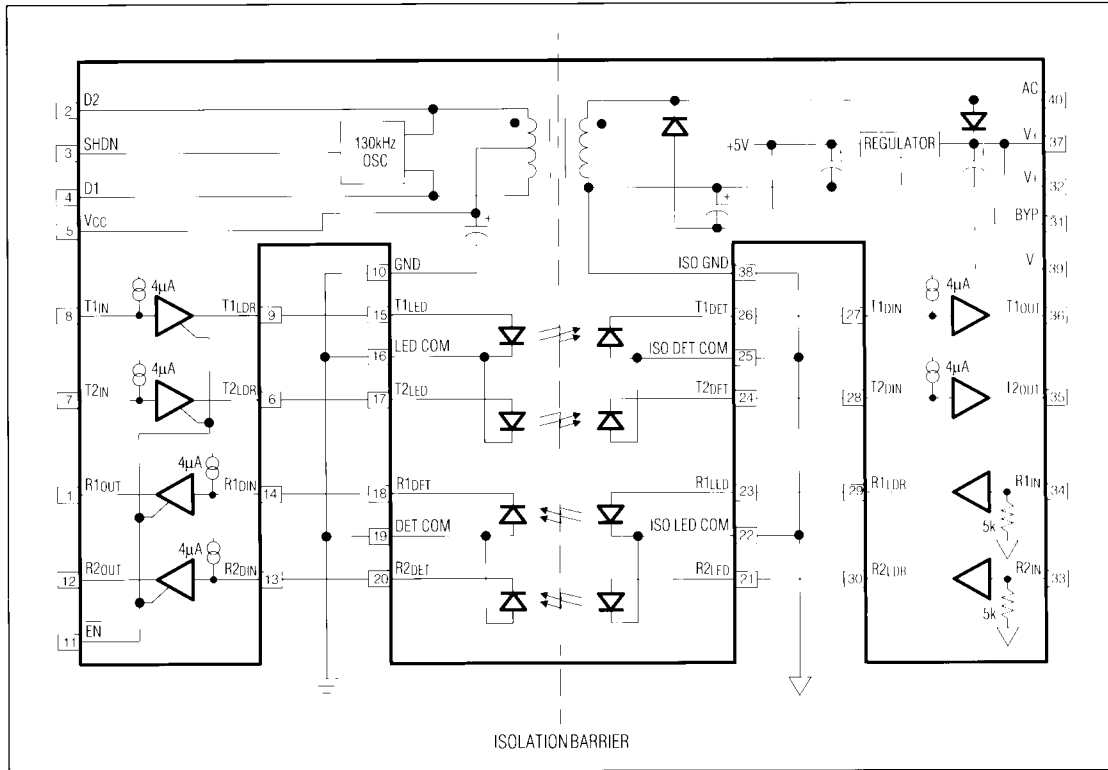 D2
2
SHDN
3
130kHz
OSC
D1
4
VCC
5
AC
40
V+
37
+5V
REGULATOR
V+
32
BYP
31
V
39
+
+
+
+
10
GND
ISO GND
38
4µA
T1IN
8
T1LDR
9
15
T1LED
T1DET
26
27
T1DIN
4µA
T1OUT
36
16
LED COM
ISO DET COM
25
4µA
T2IN
7
T2LDR
6
17
T2LED
T2DET
24
28
T2DIN
4µA
T2OUT
35
4µA
R1OUT
1
R1DIN
14
18
R1DET
R1LED
23
29
R1LDR
R1IN
34
5k
19
DET COM
ISO LED COM
22
4µA
R2OUT
12
R2DIN
13
20
R2DET
R2LED
21
30
R2LDR
R2IN
33
5k
EN
11
ISOLATION BARRIER